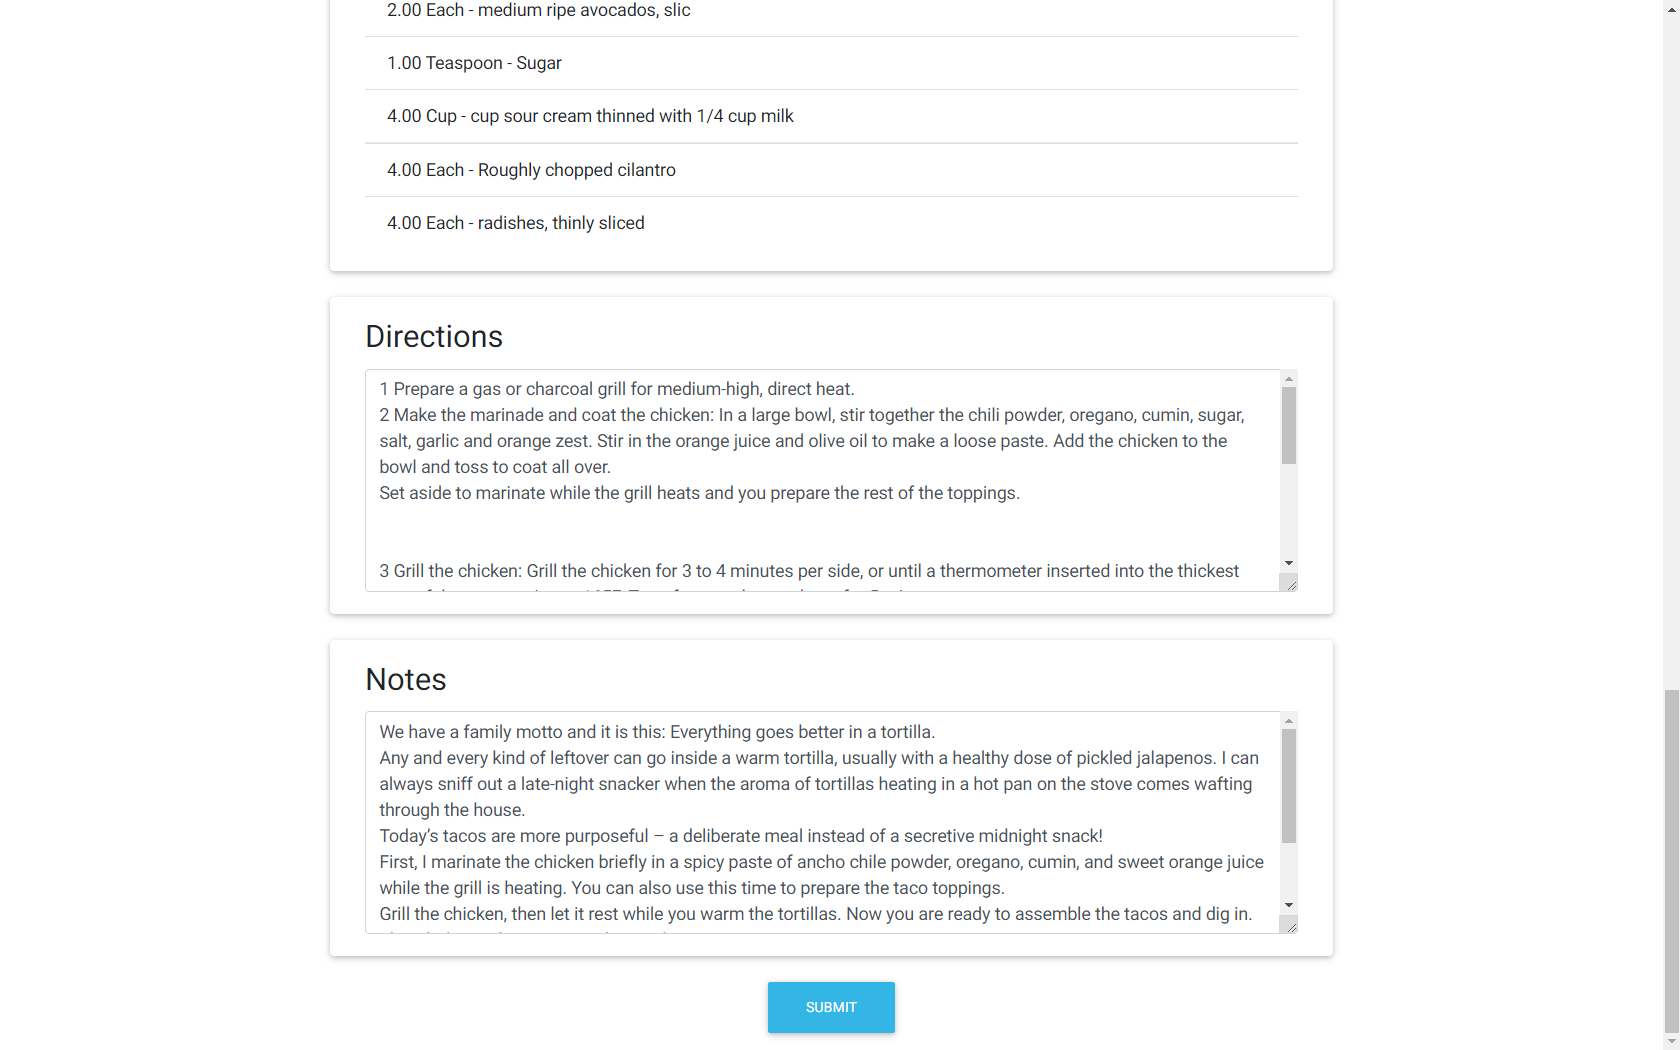 2.00 Each - medium ripe avocados, slic
1.00 Teaspoon - Sugar
4.00 Cup - cup sour cream thinned with 1/4 cup milk
4.00 Each - Roughly chopped cilantro
4.00 Each - radishes, thinly sliced
Directions
1 Prepare a gas or charcoal grill for medium-high, direct heat.
2 Make the marinade and coat the chicken: In a large bowl, stir together the chili powder, oregano, cumin, sugar,
salt, garlic and orange zest. Stir in the orange juice and olive oil to make a loose paste. Add the chicken to the
bowl and toss to coat all over.
Set aside to marinate while the grill heats and you prepare the rest of the toppings.
3 Grill the chicken: Grill the chicken for 3 to 4 minutes per side, or until a thermometer inserted into the thickest
Notes
We have a family motto and it is this: Everything goes better in a tortilla.
Any and every kind of leftover can go inside a warm tortilla, usually with a healthy dose of pickled jalapenos. I can
always sniff out a late-night snacker when the aroma of tortillas heating in a hot pan on the stove comes wafting
through the house.
Today’s tacos are more purposeful – a deliberate meal instead of a secretive midnight snack!
First, I marinate the chicken briefly in a spicy paste of ancho chile powder, oregano, cumin, and sweet orange juice
while the grill is heating. You can also use this time to prepare the taco toppings.
Grill the chicken, then let it rest while you warm the tortillas. Now you are ready to assemble the tacos and dig in.
SUBMIT